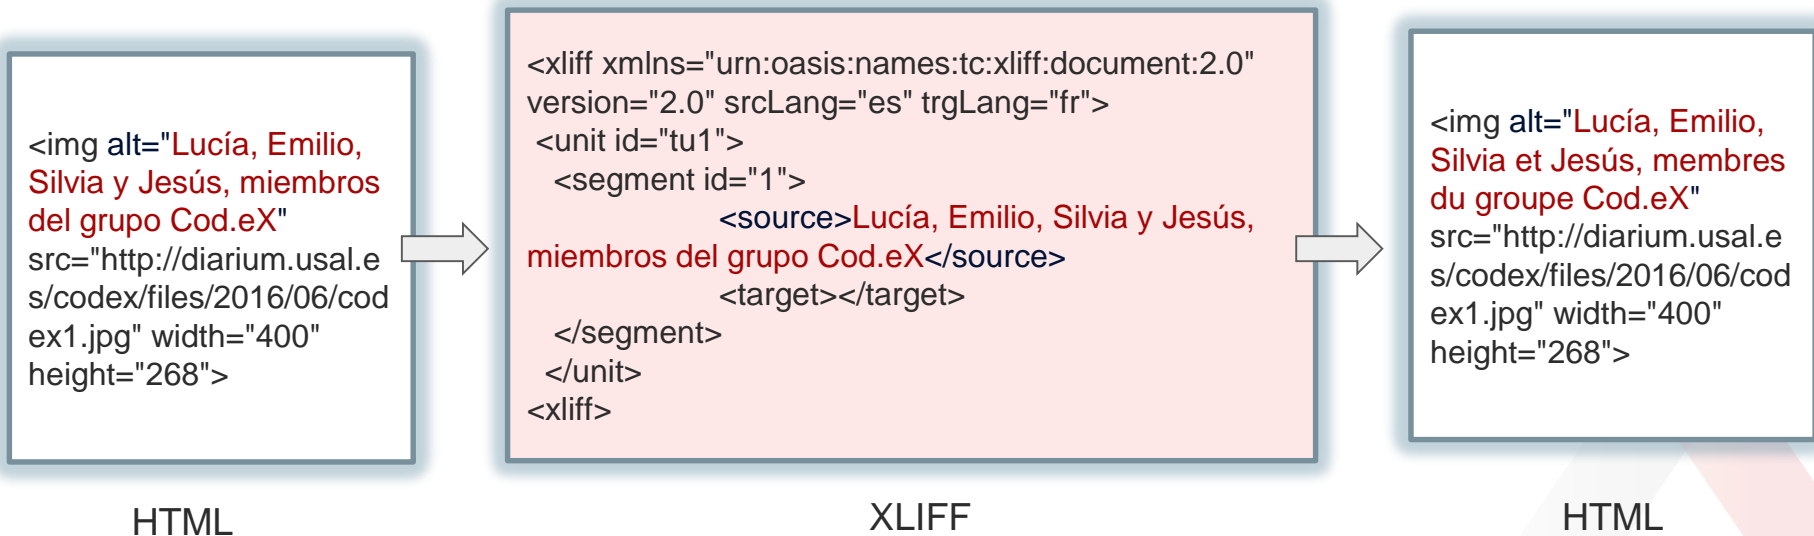 <img alt="Lucía, Emilio,
Silvia y Jesús, miembros
del grupo Cod.eX"
src="http://diarium.usal.e
s/codex/files/2016/06/cod
ex1.jpg" width="400"
height="268">
HTML
<xliff xmlns="urn:oasis:names:tc:xliff:document:2.0"
version="2.0" srcLang="es" trgLang="fr">
<unit id="tu1">
<segment id="1">
<source>Lucía, Emilio, Silvia y Jesús,
miembros del grupo Cod.eX</source>
<target></target>
</segment>
</unit>
<xliff>
XLIFF
<img alt="Lucía, Emilio,
Silvia et Jesús, membres
du groupe Cod.eX"
src="http://diarium.usal.e
s/codex/files/2016/06/cod
ex1.jpg" width="400"
height="268">
HTML